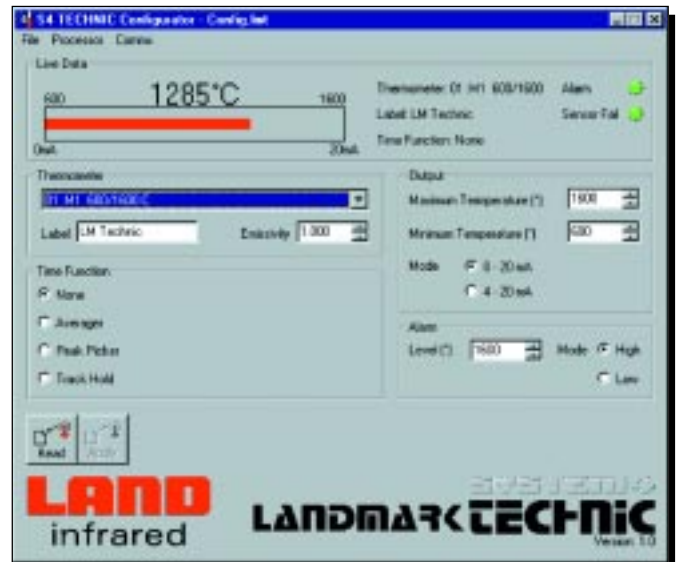 S4 TECHNIC Configurator - Config.lmt
File Processor Comms
Live Data
1285°C
600 1600
0mA 20mA
Thermometer: 01 :M1 600/1600
Label: LM Technic
Time Function: None
Alarm
Sensor Fail
Thermometer
01 :M1 600/1600 C
Label LM Technic Emissivity 1.000
Time Function
None
Averager
Peak Picker
Track Hold
Output
Maximum Temperature (°) 1600
Minimum Temperature (°) 600
Mode 0 - 20 mA
4 - 20 mA
Alarm
Level (°) 1600 Mode High
Low
Read Apply
LAND
infrared
SYSTEM 4
LANDMARK TECHNIC
Version: 1.0